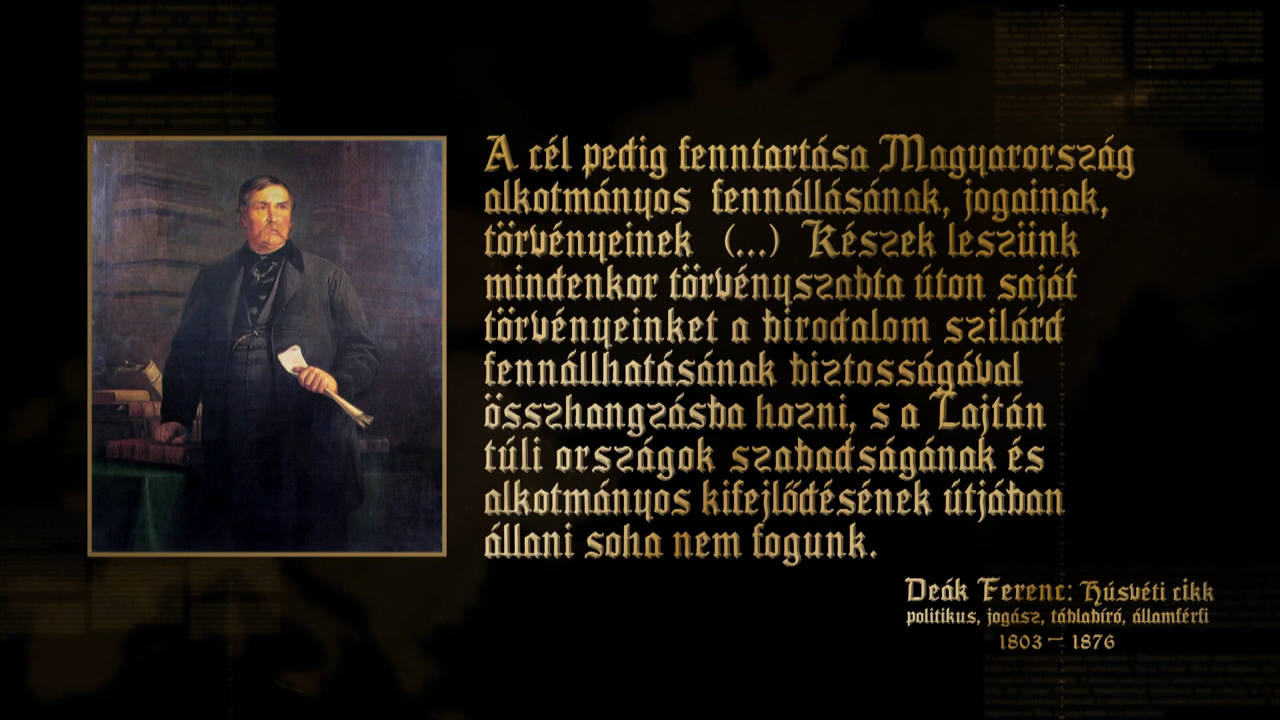 A cél pedig fenntartása Magyarország
alkotmányos fennállásának, jogainak,
törvényeinek (...) Készek leszünk
mindenkor törvényszabta úton saját
törvényeinket a birodalom szilárd
fennállhatásának biztosságával
összhangzásba hozni, s a Lajtán
túli országok szabadságának és
alkotmányos kifejlődésének útjában
állani soha nem fogunk.
Deák Ferenc: Húsvéti cikk
politikus, jogász, táblabíró, államférfi
1803 – 1876